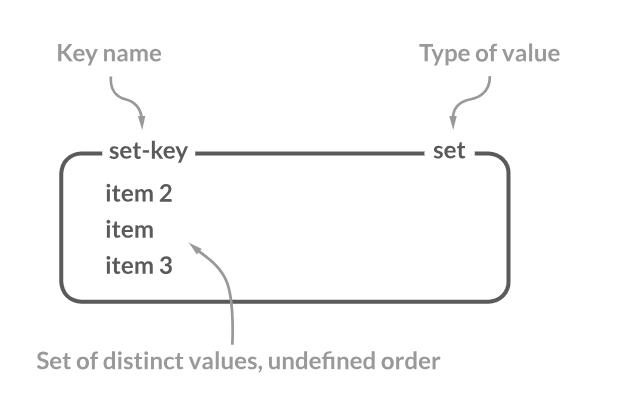 Key name
Type of value
set-key
set
item 2
item
item 3
Set of distinct values, undefined order